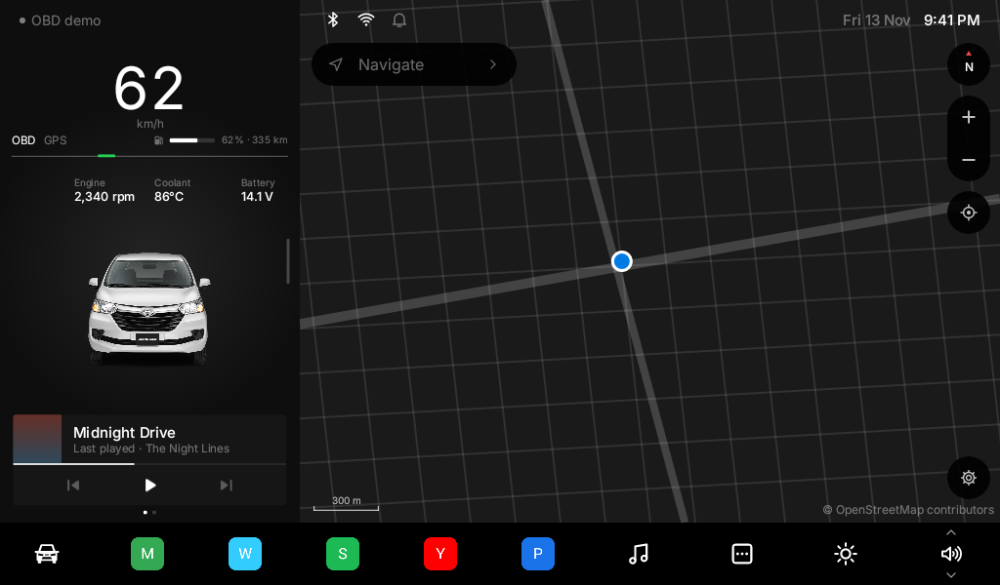 OBD demo
62
km/h
OBD GPS 62% · 335 km
Engine Coolant Battery
2,340 rpm 86°C 14.1 V
Midnight Drive
Last played · The Night Lines
Fri 13 Nov 9:41 PM
Navigate
N
300 m
© OpenStreetMap contributors
M W S Y P